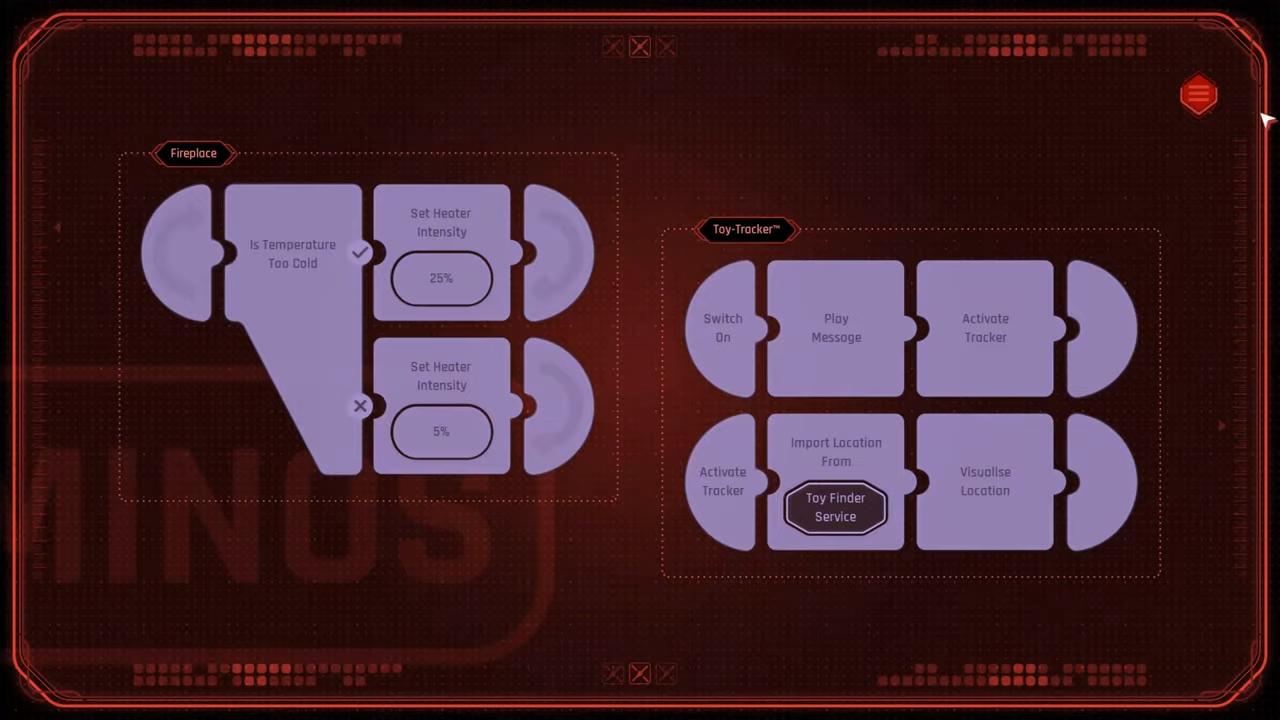 Fireplace
Is Temperature
Too Cold
Set Heater
Intensity
25%
Set Heater
Intensity
5%
Toy-Tracker™
Switch
On
Play
Message
Activate
Tracker
Activate
Tracker
Import Location
From
Toy Finder
Service
Visualise
Location
MINOS